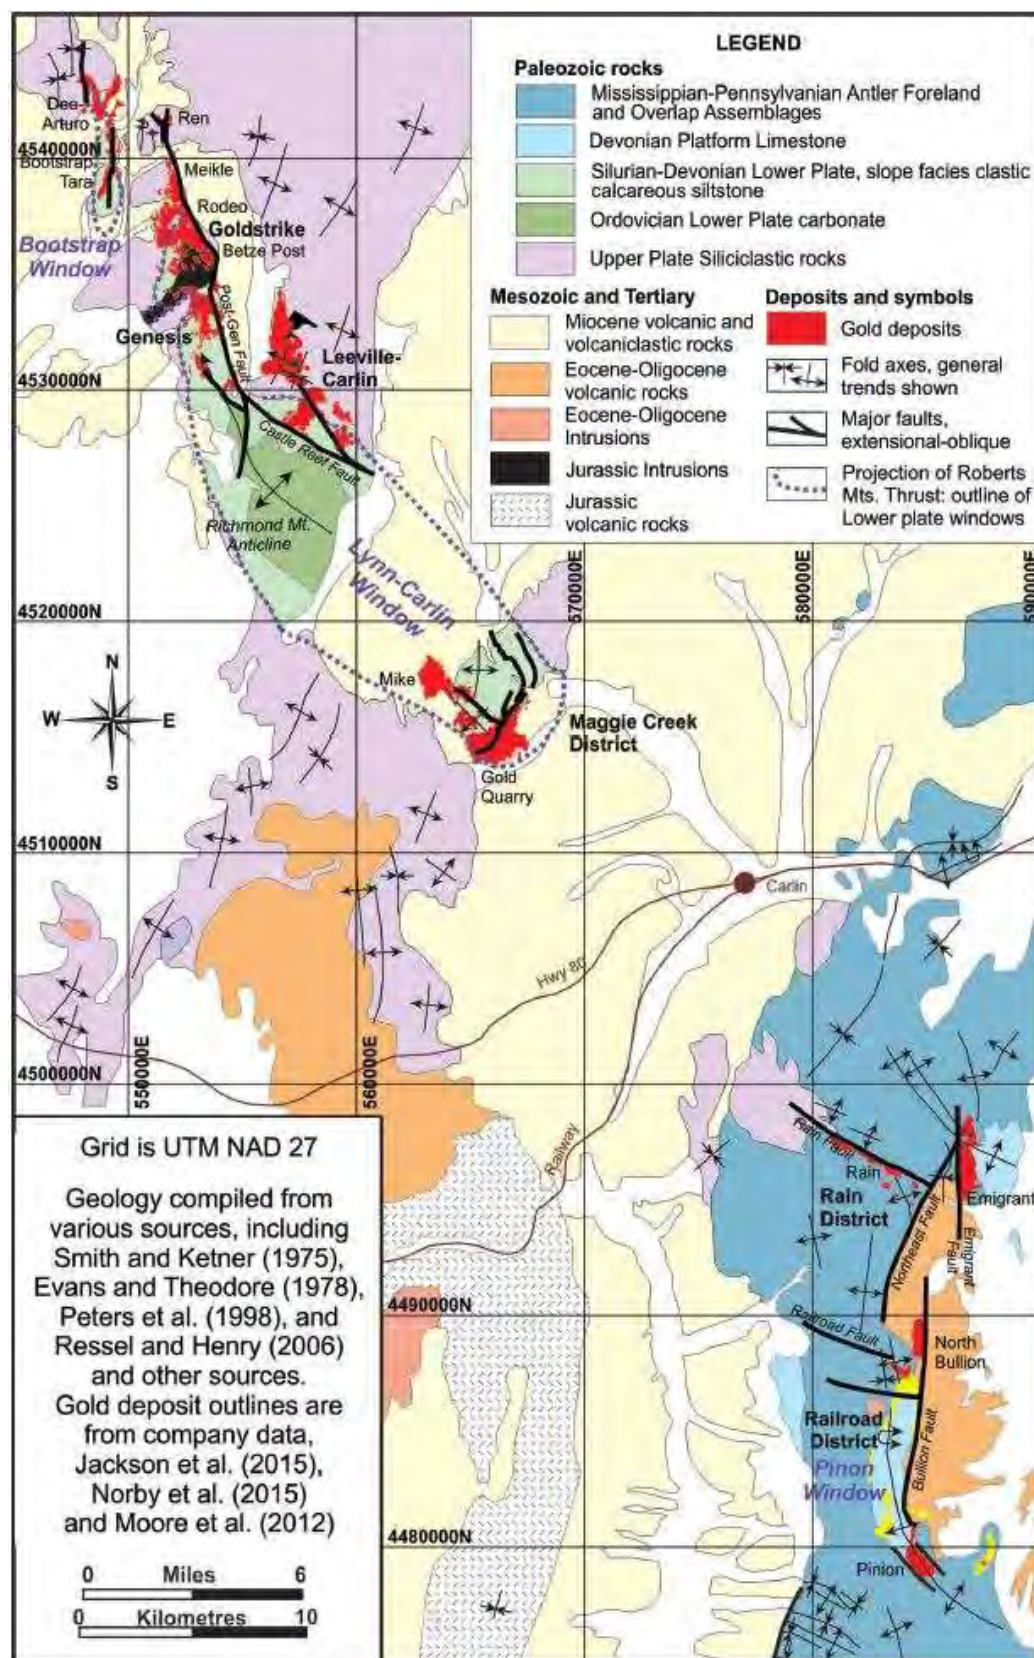 LEGEND
Paleozoic rocks
Mississippian-Pennsylvanian Antler Foreland
and Overlap Assemblages
Devonian Platform Limestone
Silurian-Devonian Lower Plate, slope facies clastic
calcareous siltstone
Ordovician Lower Plate carbonate
Upper Plate Siliciclastic rocks
Mesozoic and Tertiary
Miocene volcanic and
volcaniclastic rocks
Eocene-Oligocene
volcanic rocks
Eocene-Oligocene
Intrusions
Jurassic Intrusions
Jurassic
volcanic rocks
Deposits and symbols
Gold deposits
Fold axes, general
trends shown
Major faults,
extensional-oblique
Projection of Roberts
Mts. Thrust: outline of
Lower plate windows
Dee-
Arturo
Ren
4540000N
Bootstrap
Tara
Meikle
Rodeo
Goldstrike
Betze Post
Bootstrap
Window
Post-Gen Fault
Genesis
Leeville-
Carlin
4530000N
Castle Reef Fault
Richmond Mt.
Anticline
Lynn-Carlin
Window
570000E
580000E
4520000N
N
W
E
S
Mike
Maggie Creek
District
Gold
Quarry
4510000N
Carlin
Hwy 80
4500000N
550000E
560000E
Railway
Rain Fault
Rain
Rain
District
Emigrant
Northeast Fault
Emigrant
Fault
4490000N
Railroad Fault
North
Bullion
Railroad
District
Pinon
Window
Bullion Fault
4480000N
Pinion
Grid is UTM NAD 27
Geology compiled from
various sources, including
Smith and Ketner (1975),
Evans and Theodore (1978),
Peters et al. (1998), and
Ressel and Henry (2006)
and other sources.
Gold deposit outlines are
from company data,
Jackson et al. (2015),
Norby et al. (2015)
and Moore et al. (2012)
0 Miles 6
0 Kilometres 10